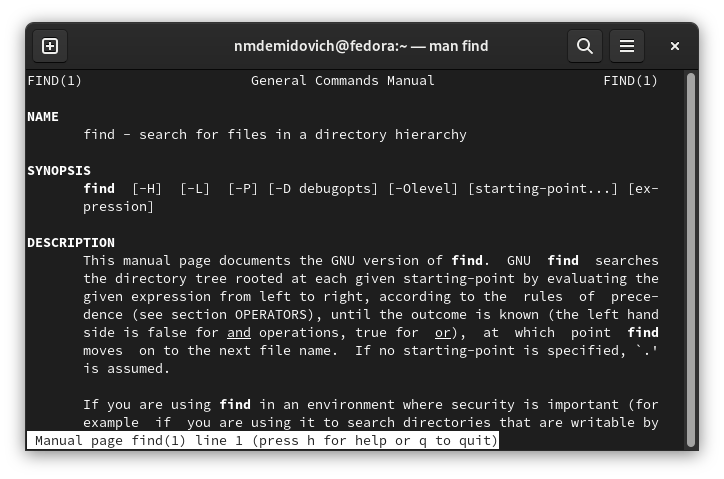 nmdemidovich@fedora:~ — man find
FIND(1) General Commands Manual FIND(1)
NAME
find - search for files in a directory hierarchy
SYNOPSIS
find [-H] [-L] [-P] [-D debugopts] [-Olevel] [starting-point...] [ex-
pression]
DESCRIPTION
This manual page documents the GNU version of find. GNU find searches
the directory tree rooted at each given starting-point by evaluating the
given expression from left to right, according to the rules of prece-
dence (see section OPERATORS), until the outcome is known (the left hand
side is false for and operations, true for or), at which point find
moves on to the next file name. If no starting-point is specified, `.'
is assumed.
If you are using find in an environment where security is important (for
example if you are using it to search directories that are writable by
Manual page find(1) line 1 (press h for help or q to quit)